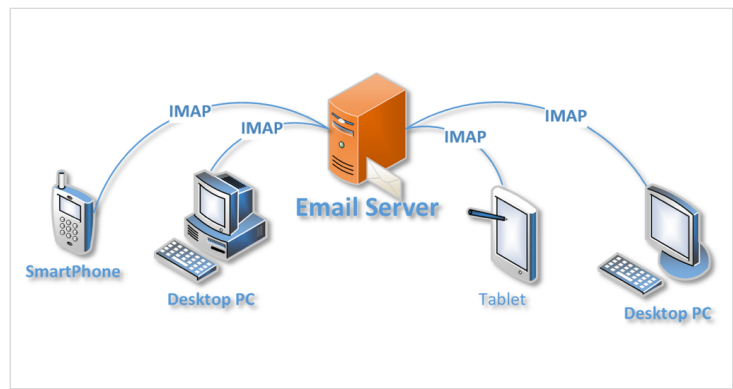 IMAP
IMAP
IMAP
IMAP
Email Server
SmartPhone
Desktop PC
Tablet
Desktop PC